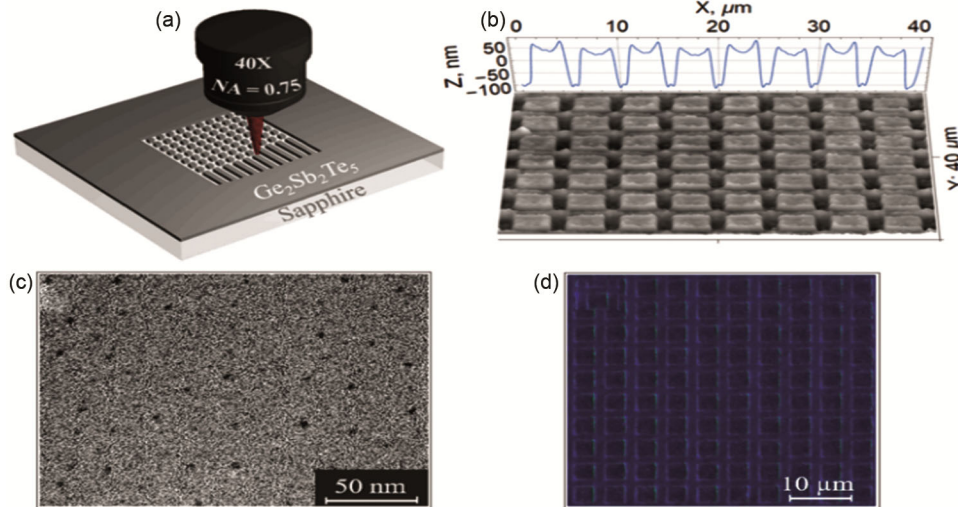 (a)
40X
NA = 0.75
Ge2Sb2Te5
Sapphire
(b)
X, μm
0 10 20 30 40
Z, nm
50
0
-50
-100
Y, 40 μm
(c)
50 nm
(d)
10 μm